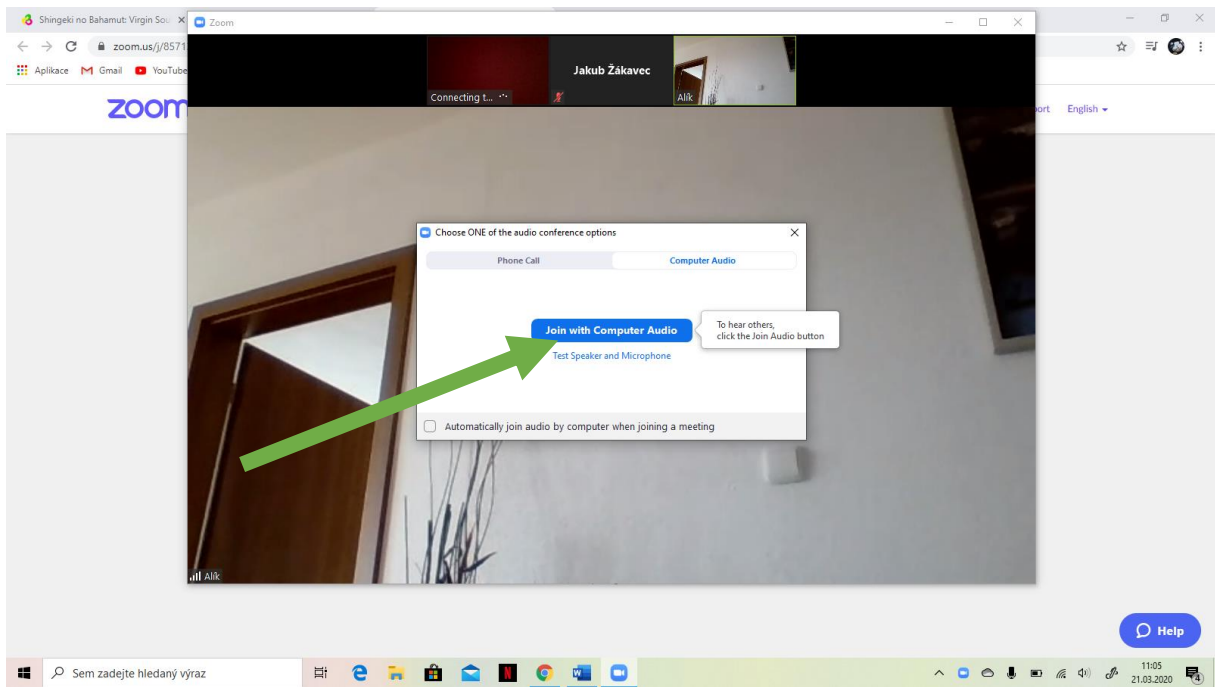 Shingeki no Bahamut: Virgin Sou
Zoom
zoom.us/j/8571
Aplikace Gmail YouTube
zoom
ort English
Connecting t...
Jakub Žákavec
Alík
Choose ONE of the audio conference options
Phone Call Computer Audio
Join with Computer Audio
To hear others,
click the Join Audio button
Test Speaker and Microphone
Automatically join audio by computer when joining a meeting
Alík
Help
Sem zadejte hledaný výraz
11:05
21.03.2020
4